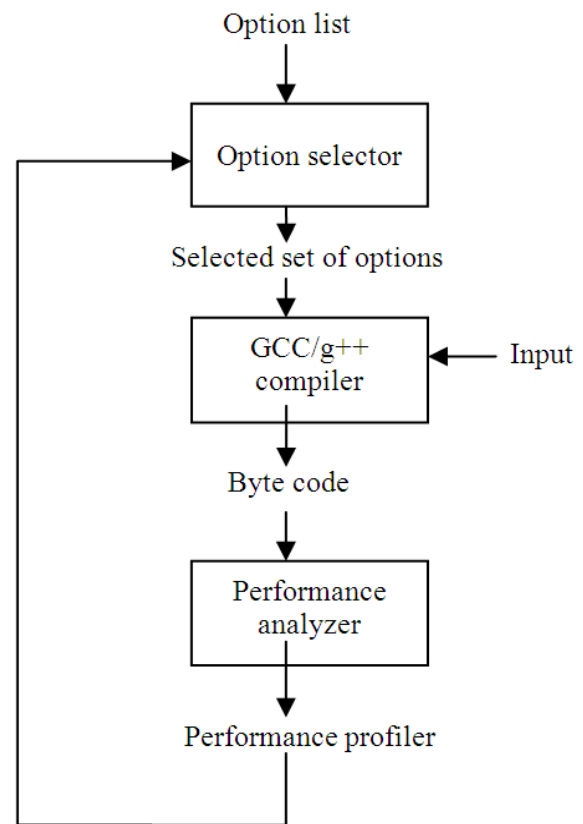 Option list
Option selector
Selected set of options
GCC/g++
compiler
Input
Byte code
Performance
analyzer
Performance profiler